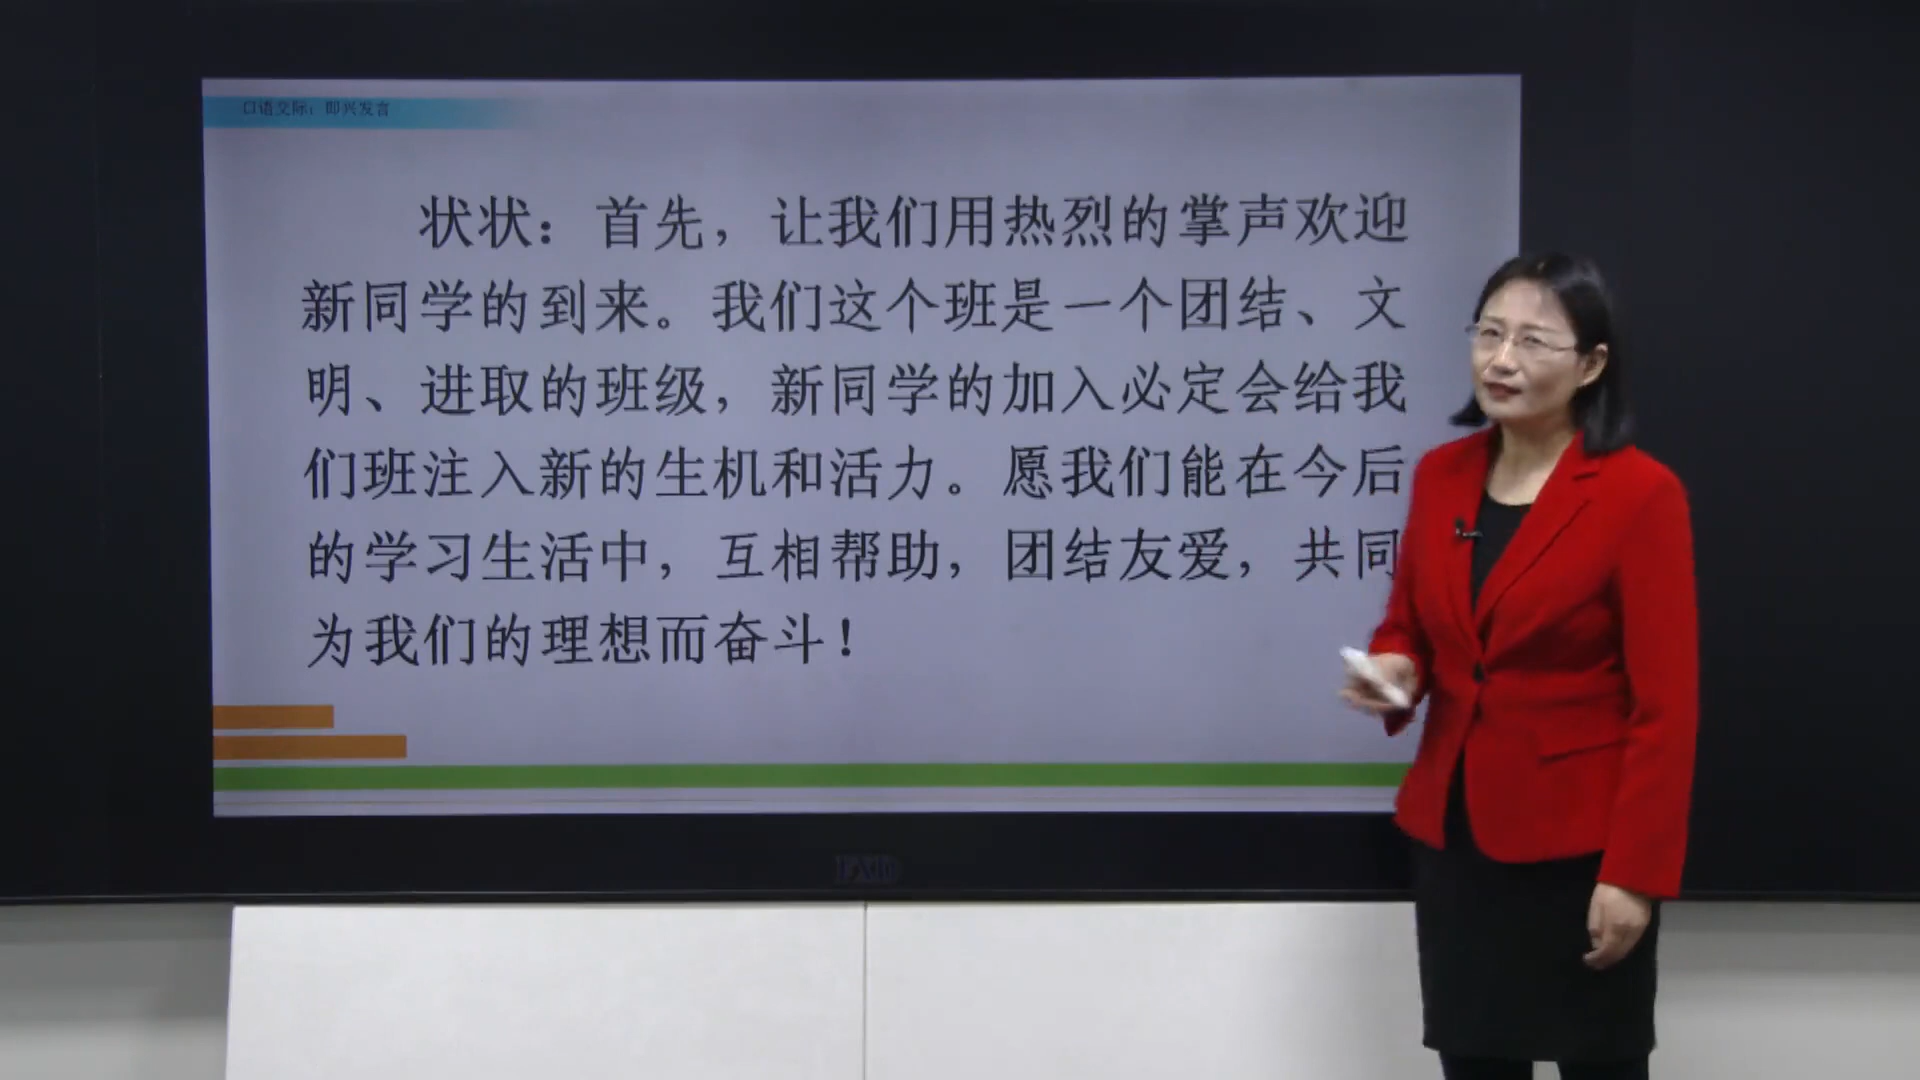 口语交际：即兴发言
状状：首先，让我们用热烈的掌声欢迎
新同学的到来。我们这个班是一个团结、文
明、进取的班级，新同学的加入必定会给我
们班注入新的生机和活力。愿我们能在今后
的学习生活中，互相帮助，团结友爱，共同
为我们的理想而奋斗！